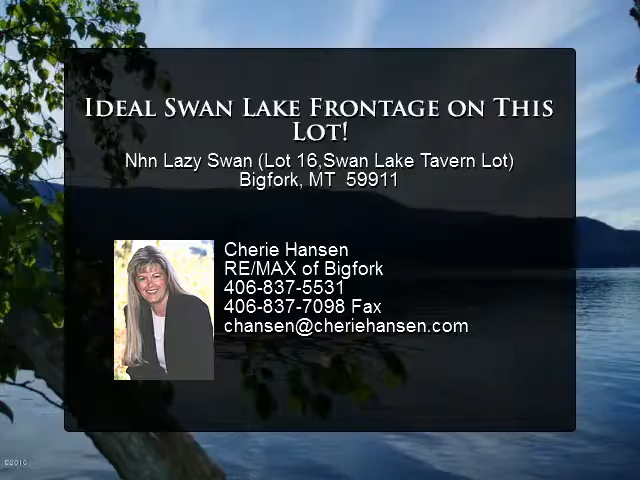 Ideal Swan Lake Frontage on This
Lot!
Nhn Lazy Swan (Lot 16,Swan Lake Tavern Lot)
Bigfork, MT  59911
Cherie Hansen
RE/MAX of Bigfork
406-837-5531
406-837-7098 Fax
chansen@cheriehansen.com
©2010